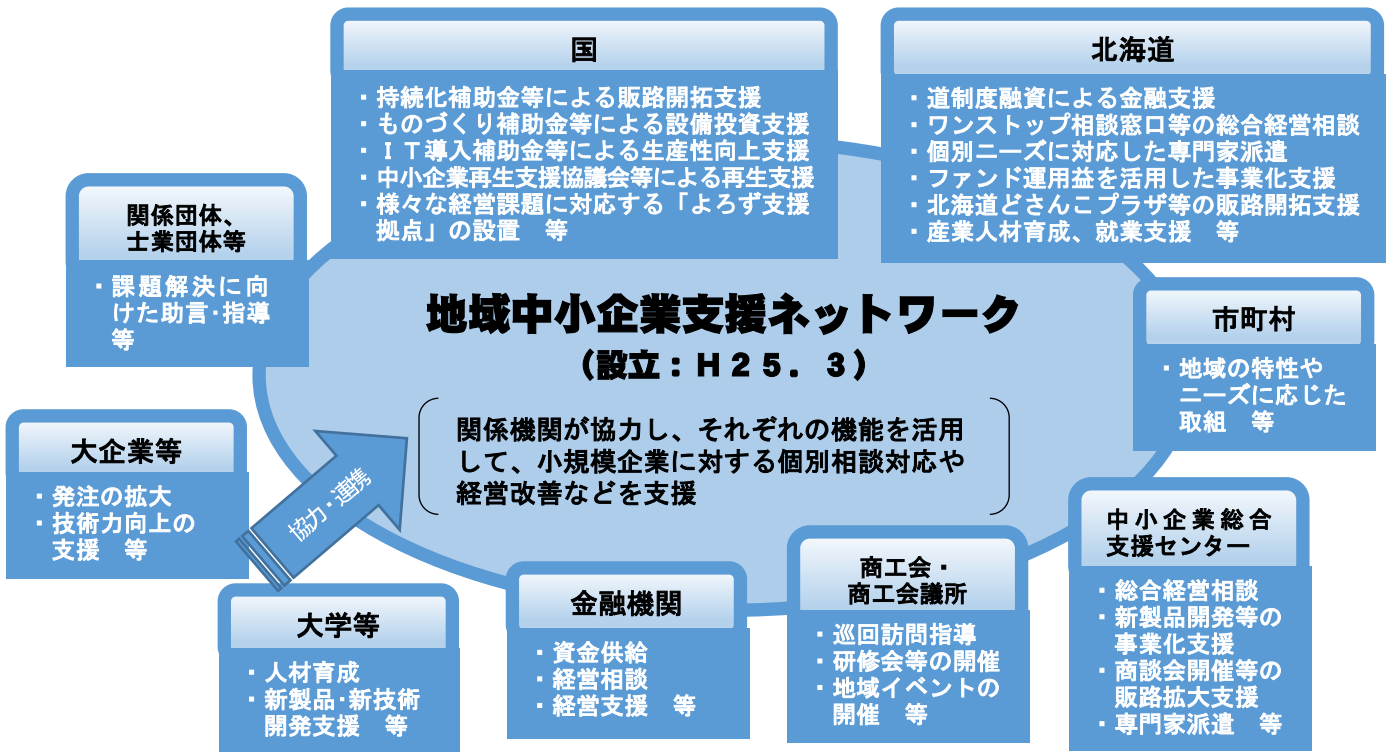 国
・持続化補助金等による販路開拓支援
・ものづくり補助金等による設備投資支援
・ＩＴ導入補助金等による生産性向上支援
・中小企業再生支援協議会等による再生支援
・様々な経営課題に対応する「よろず支援
拠点」の設置　等
北海道
・道制度融資による金融支援
・ワンストップ相談窓口等の総合経営相談
・個別ニーズに対応した専門家派遣
・ファンド運用益を活用した事業化支援
・北海道どさんこプラザ等の販路開拓支援
・産業人材育成、就業支援　等
関係団体、
士業団体等
・課題解決に向
けた助言・指導
等
地域中小企業支援ネットワーク
（設立：Ｈ２５．３）
関係機関が協力し、それぞれの機能を活用
して、小規模企業に対する個別相談対応や
経営改善などを支援
市町村
・地域の特性や
ニーズに応じた
取組　等
大企業等
・発注の拡大
・技術力向上の
支援　等
協力・連携
大学等
・人材育成
・新製品・新技術
開発支援　等
金融機関
・資金供給
・経営相談
・経営支援　等
商工会・
商工会議所
・巡回訪問指導
・研修会等の開催
・地域イベントの
開催　等
中小企業総合
支援センター
・総合経営相談
・新製品開発等の
事業化支援
・商談会開催等の
販路拡大支援
・専門家派遣　等